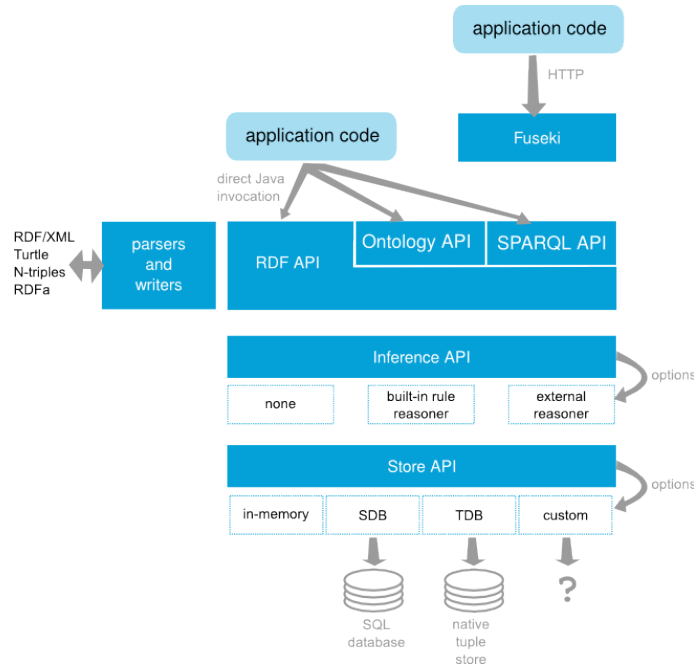 application code
HTTP
Fuseki
application code
direct Java
invocation
RDF/XML
Turtle
N-triples
RDFa
parsers
and
writers
RDF API
Ontology API
SPARQL API
Inference API
options
none
built-in rule
reasoner
external
reasoner
Store API
options
in-memory
SDB
TDB
custom
?
SQL
database
native
tuple
store